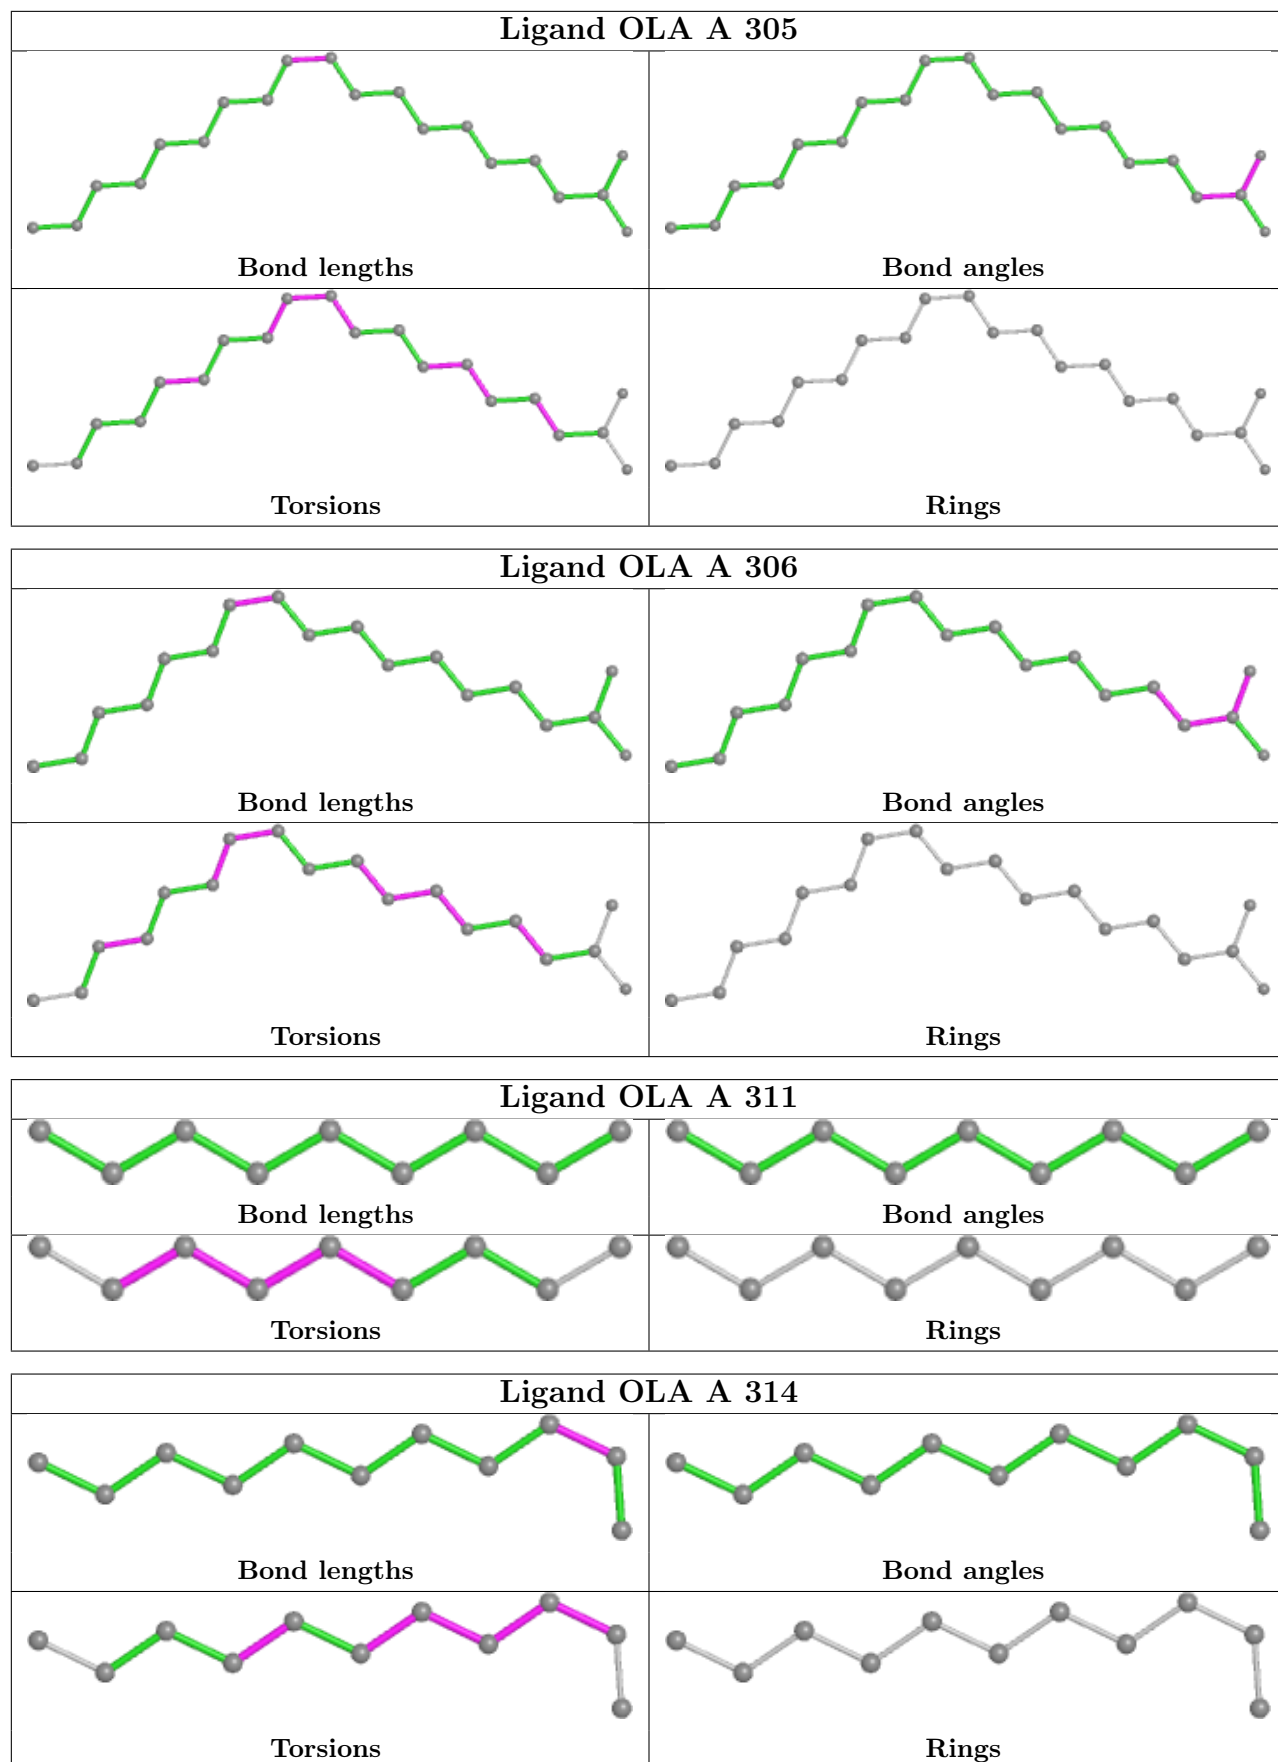 Ligand OLA A 305
Bond lengths
Bond angles
Torsions
Rings
Ligand OLA A 306
Bond lengths
Bond angles
Torsions
Rings
Ligand OLA A 311
Bond lengths
Bond angles
Torsions
Rings
Ligand OLA A 314
Bond lengths
Bond angles
Torsions
Rings